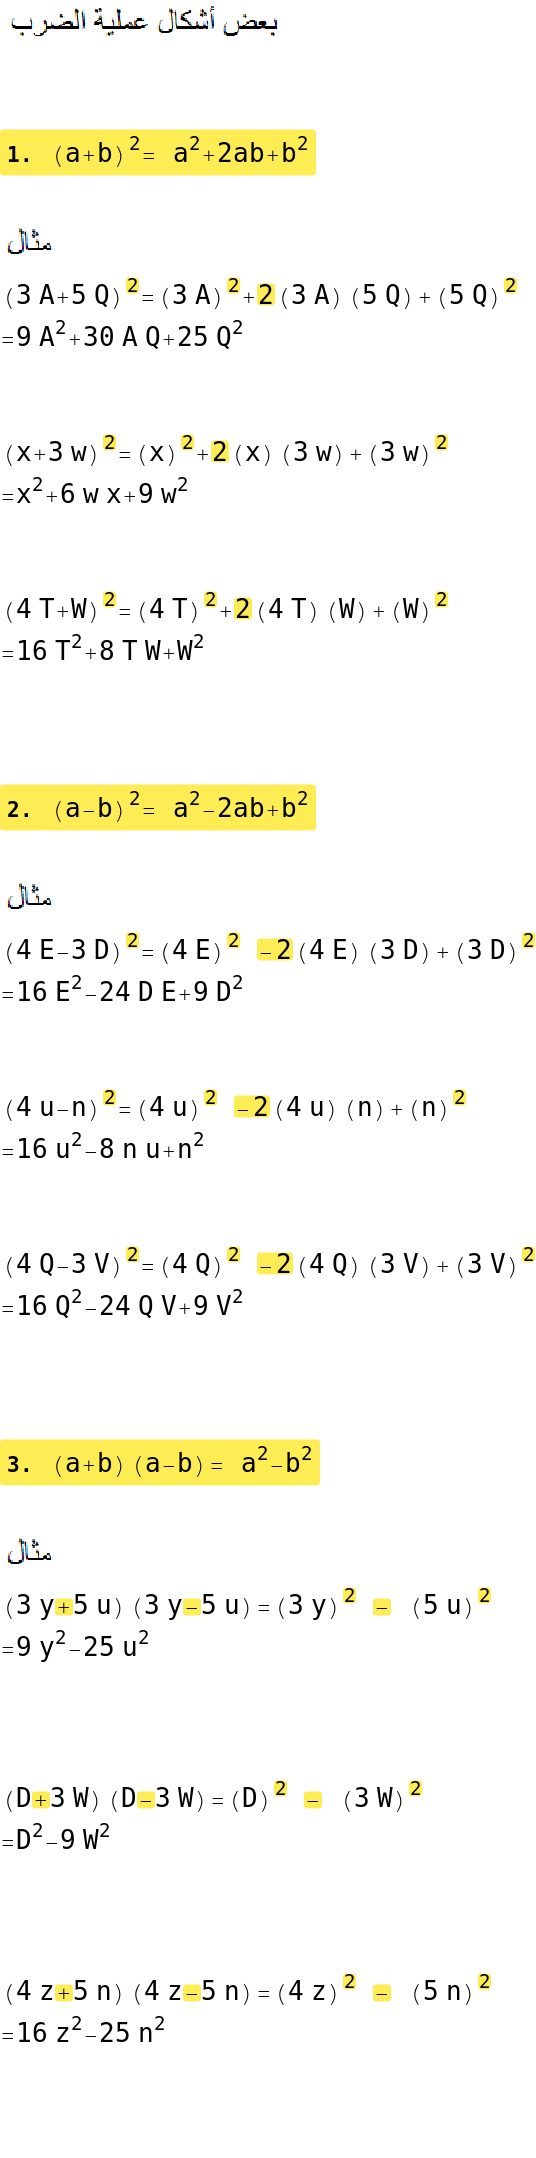 بعض أشكال عملية الضرب
1. (a+b)²= a²+2ab+b²
مثال
(3 A+5 Q)²=(3 A)²+2(3 A) (5 Q)+(5 Q)²
=9 A²+30 A Q+25 Q²
(x+3 w)²=(x)²+2(x) (3 w)+(3 w)²
=x²+6 w x+9 w²
(4 T+W)²=(4 T)²+2(4 T) (W)+(W)²
=16 T²+8 T W+W²
2. (a−b)²= a²−2ab+b²
مثال
(4 E−3 D)²=(4 E)² −2(4 E) (3 D)+(3 D)²
=16 E²−24 D E+9 D²
(4 u−n)²=(4 u)² −2(4 u) (n)+(n)²
=16 u²−8 n u+n²
(4 Q−3 V)²=(4 Q)² −2(4 Q) (3 V)+(3 V)²
=16 Q²−24 Q V+9 V²
3. (a+b)(a−b)= a²−b²
مثال
(3 y+5 u) (3 y−5 u)=(3 y)² − (5 u)²
=9 y²−25 u²
(D+3 W) (D−3 W)=(D)² − (3 W)²
=D²−9 W²
(4 z+5 n) (4 z−5 n)=(4 z)² − (5 n)²
=16 z²−25 n²